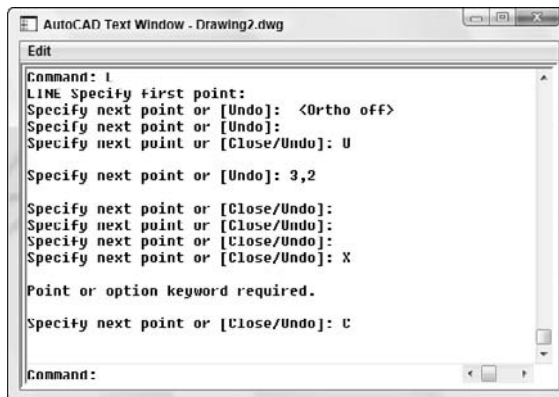 AutoCAD Text Window - Drawing2.dwg
Edit
Command: L
LINE Specify first point:
Specify next point or [Undo]: <Ortho off>
Specify next point or [Undo]:
Specify next point or [Close/Undo]: U
Specify next point or [Undo]: 3,2
Specify next point or [Close/Undo]:
Specify next point or [Close/Undo]:
Specify next point or [Close/Undo]:
Specify next point or [Close/Undo]: X
Point or option keyword required.
Specify next point or [Close/Undo]: C
Command: